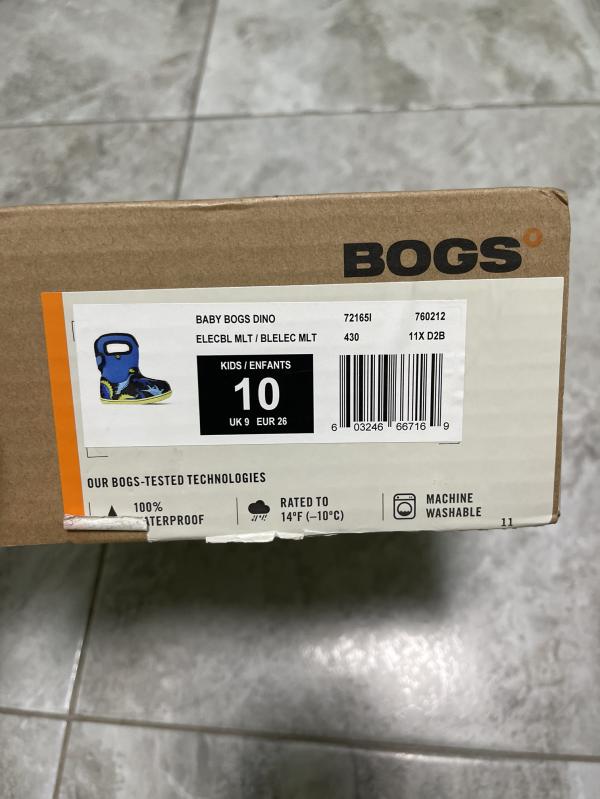 BOGS°
BABY BOGS DINO 72165I 760212
ELECBL MLT / BLELEC MLT 430 11X D2B
KIDS / ENFANTS
10
UK 9 EUR 26
6 03246 66716 9
OUR BOGS-TESTED TECHNOLOGIES
100%
ATERPROOF
RATED TO
14°F (–10°C)
MACHINE
WASHABLE
11